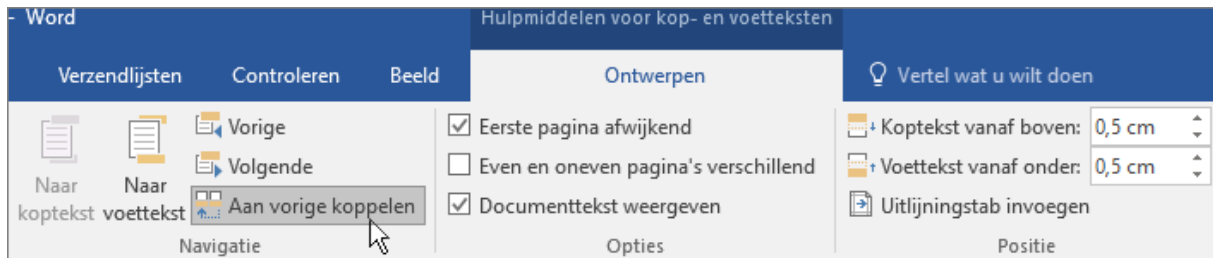 - Word
Hulpmiddelen voor kop- en voetteksten
Verzendlijsten Controleren Beeld Ontwerpen Vertel wat u wilt doen
Naar koptekst
Naar voettekst
Vorige
Volgende
Aan vorige koppelen
Navigatie
Eerste pagina afwijkend
Even en oneven pagina's verschillend
Documenttekst weergeven
Opties
Koptekst vanaf boven: 0,5 cm
Voettekst vanaf onder: 0,5 cm
Uitlijningstab invoegen
Positie